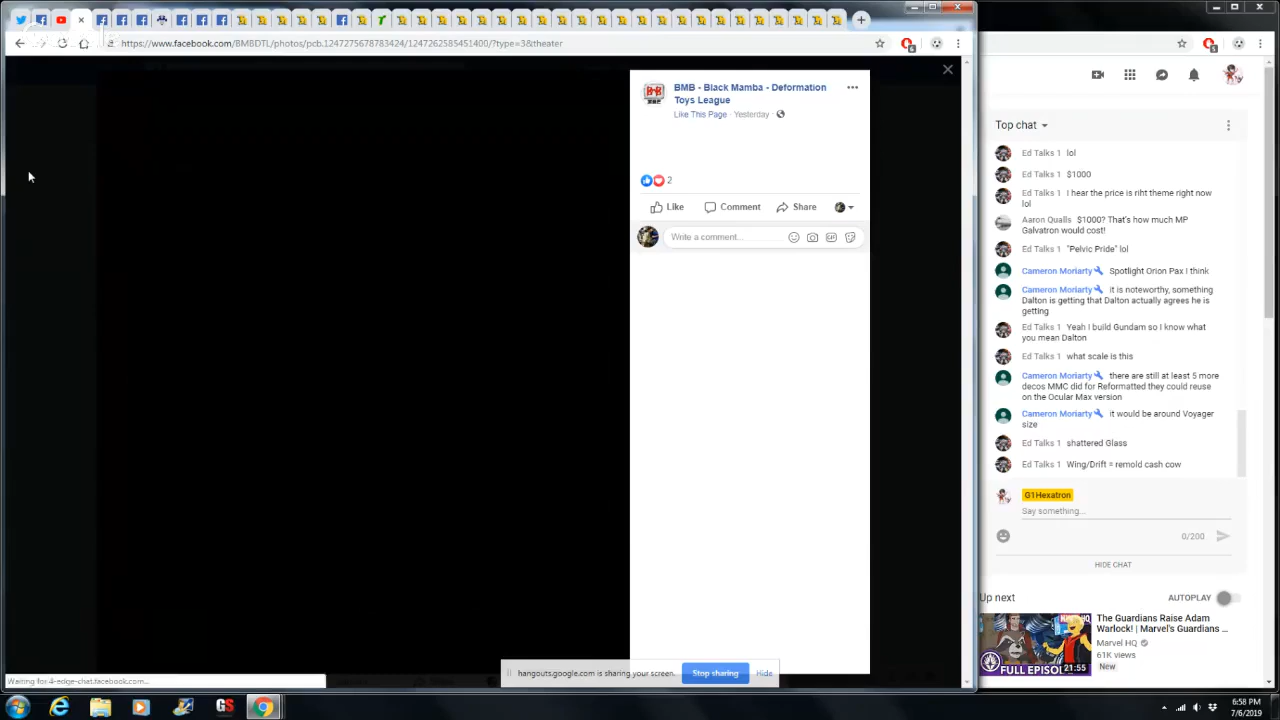 https://www.facebook.com/BMBDTL/photos/pcb.1247275678783424/1247262585451400/?type=3&theater
BMB - Black Mamba - Deformation
Toys League
Like This Page · Yesterday ·
2
Like
Comment
Share
Write a comment...
GIF
Waiting for 4-edge-chat.facebook.com...
hangouts.google.com is sharing your screen.
Stop sharing
Hide
Top chat
Ed Talks 1 lol
Ed Talks 1 $1000
Ed Talks 1 I hear the price is riht theme right now
lol
Aaron Qualls $1000? That's how much MP
Galvatron would cost!
Ed Talks 1 "Pelvic Pride" lol
Cameron Moriarty Spotlight Orion Pax I think
Cameron Moriarty it is noteworthy, something
Dalton is getting that Dalton actually agrees he is
getting
Ed Talks 1 Yeah I build Gundam so I know what
you mean Dalton
Ed Talks 1 what scale is this
Cameron Moriarty there are still at least 5 more
decos MMC did for Reformatted they could reuse
on the Ocular Max version
Cameron Moriarty it would be around Voyager
size
Ed Talks 1 shattered Glass
Ed Talks 1 Wing/Drift = remold cash cow
G1Hexatron
Say something...
0/200
HIDE CHAT
Up next
AUTOPLAY
The Guardians Raise Adam
Warlock! | Marvel's Guardians ...
Marvel HQ
61K views
New
FULL EPISO
21:55
GS
6:58 PM
7/6/2019